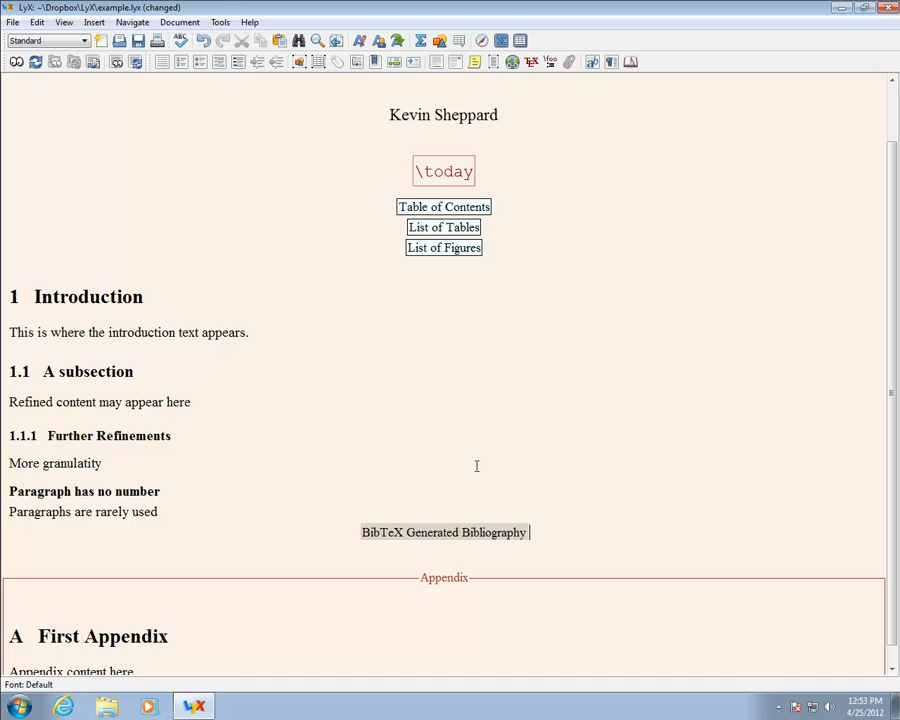 LyX: ~\Dropbox\LyX\example.lyx (changed)
File Edit View Insert Navigate Document Tools Help
Standard
Kevin Sheppard
\today
Table of Contents
List of Tables
List of Figures
1 Introduction
This is where the introduction text appears.
1.1 A subsection
Refined content may appear here
1.1.1 Further Refinements
More granulatity
Paragraph has no number
Paragraphs are rarely used
BibTeX Generated Bibliography
Appendix
A First Appendix
Appendix content here
Font: Default
12:53 PM
4/25/2012